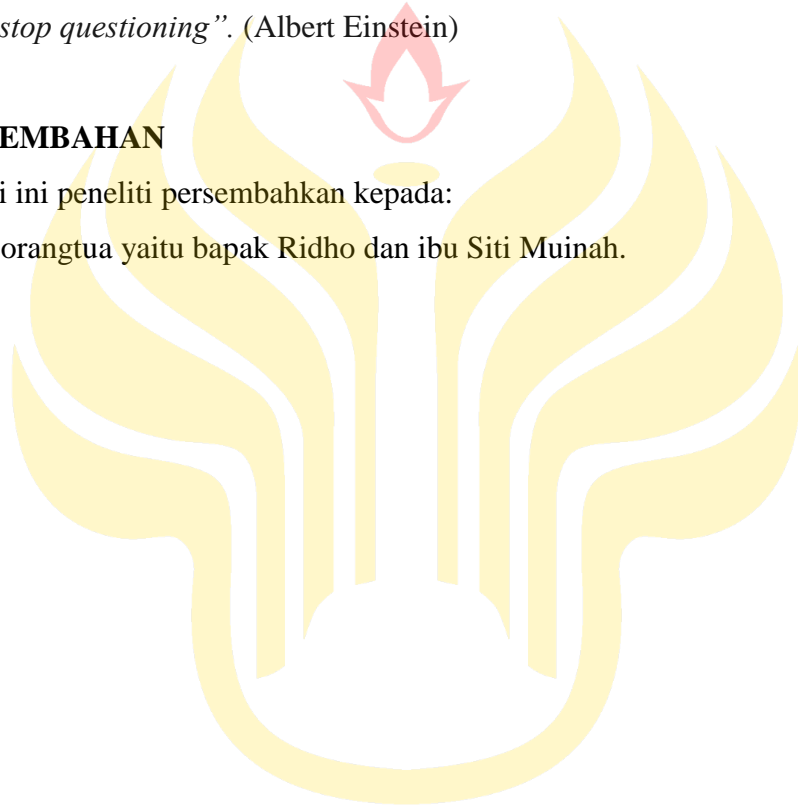 stop questioning”. (Albert Einstein)
EMBAHAN
i ini peneliti persembahkan kepada:
orangtua yaitu bapak Ridho dan ibu Siti Muinah.